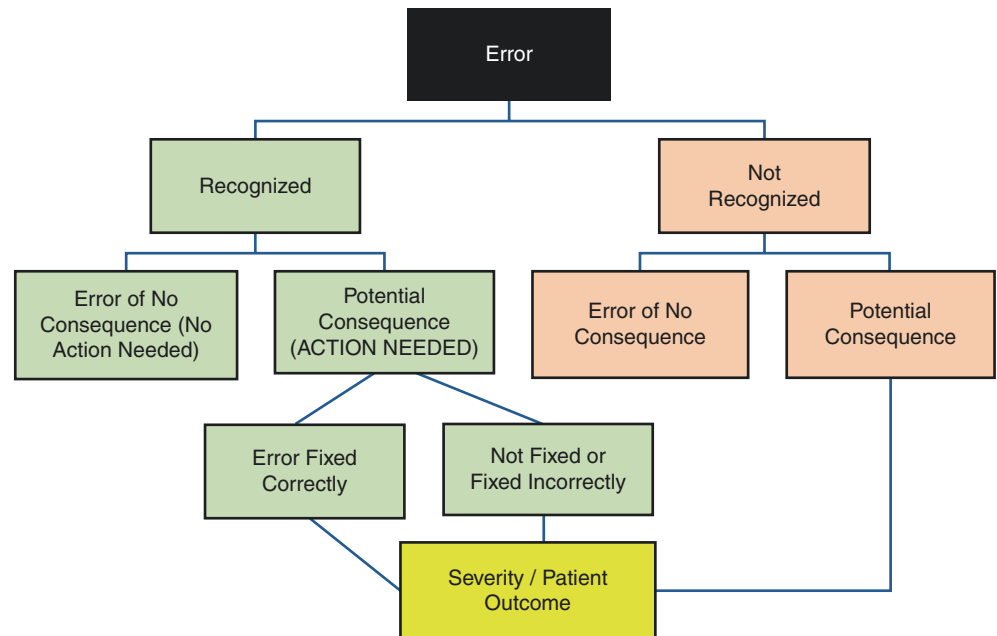 Error
Recognized
Not
Recognized
Error of No
Consequence (No
Action Needed)
Potential
Consequence
(ACTION NEEDED)
Error of No
Consequence
Potential
Consequence
Error Fixed
Correctly
Not Fixed or
Fixed Incorrectly
Severity / Patient
Outcome